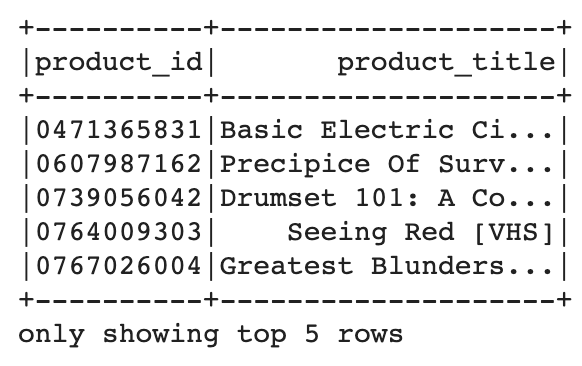 +----------+--------------------+
|product_id|       product_title|
+----------+--------------------+
|0471365831|Basic Electric Ci...|
|0607987162|Precipice Of Surv...|
|0739056042|Drumset 101: A Co...|
|0764009303|    Seeing Red [VHS]|
|0767026004|Greatest Blunders...|
+----------+--------------------+
only showing top 5 rows